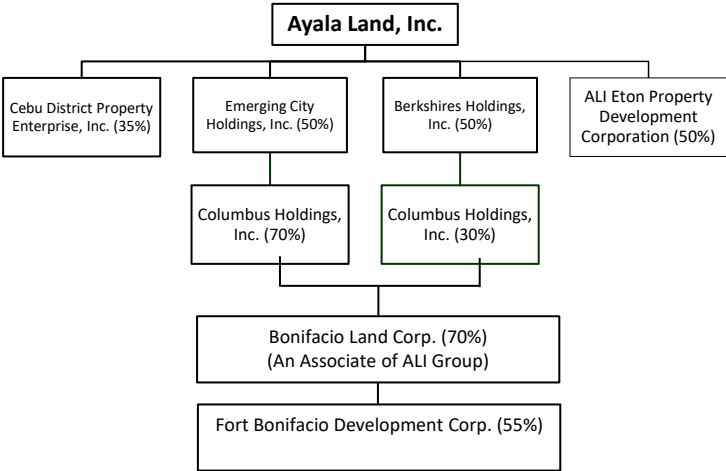 Ayala Land, Inc.
Cebu District Property
Enterprise, Inc. (35%)
Emerging City
Holdings, Inc. (50%)
Berkshires Holdings,
Inc. (50%)
ALI Eton Property
Development
Corporation (50%)
Columbus Holdings,
Inc. (70%)
Columbus Holdings,
Inc. (30%)
Bonifacio Land Corp. (70%)
(An Associate of ALI Group)
Fort Bonifacio Development Corp. (55%)